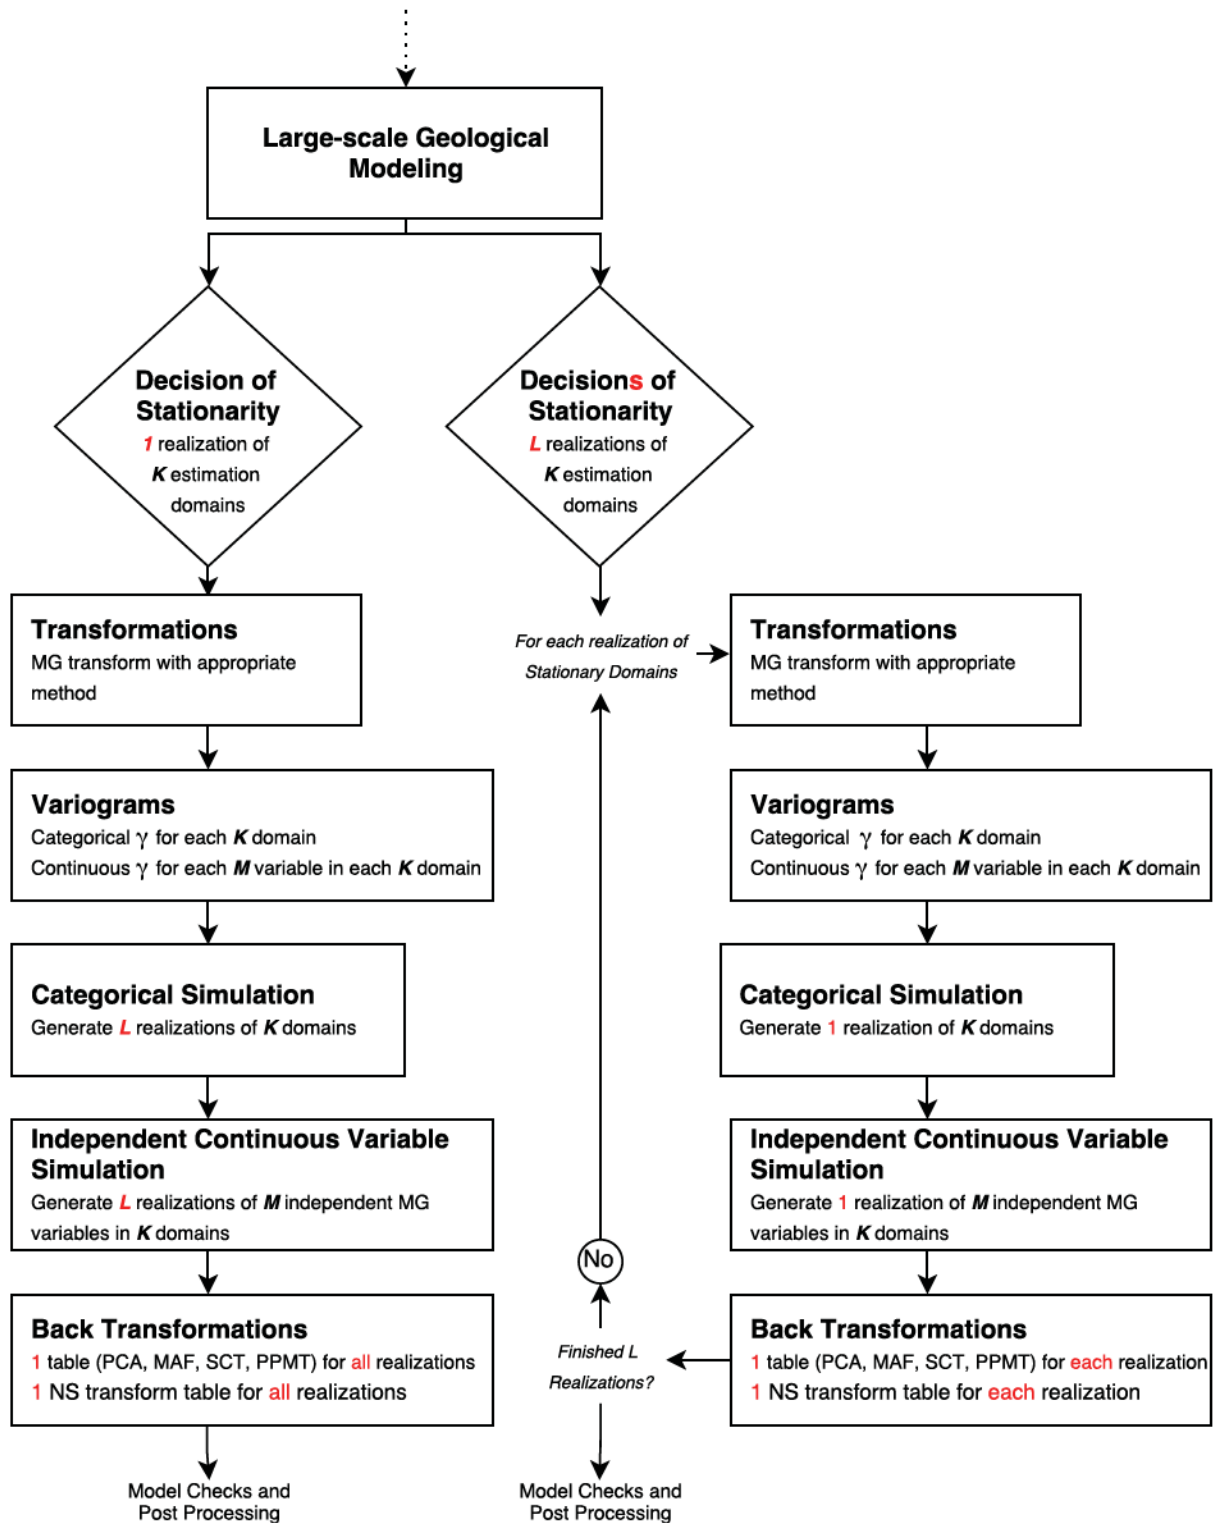 Large-scale Geological
Modeling
Decision of
Stationarity
1 realization of
K estimation
domains
Decisions of
Stationarity
L realizations of
K estimation
domains
Transformations
MG transform with appropriate
method
Variograms
Categorical γ for each K domain
Continuous γ for each M variable in each K domain
Categorical Simulation
Generate L realizations of K domains
Independent Continuous Variable
Simulation
Generate L realizations of M independent MG
variables in K domains
Back Transformations
1 table (PCA, MAF, SCT, PPMT) for all realizations
1 NS transform table for all realizations
Model Checks and
Post Processing
For each realization of
Stationary Domains
Transformations
MG transform with appropriate
method
Variograms
Categorical γ for each K domain
Continuous γ for each M variable in each K domain
Categorical Simulation
Generate 1 realization of K domains
Independent Continuous Variable
Simulation
Generate 1 realization of M independent MG
variables in K domains
Back Transformations
1 table (PCA, MAF, SCT, PPMT) for each realization
1 NS transform table for each realization
Finished L
Realizations?
No
Model Checks and
Post Processing